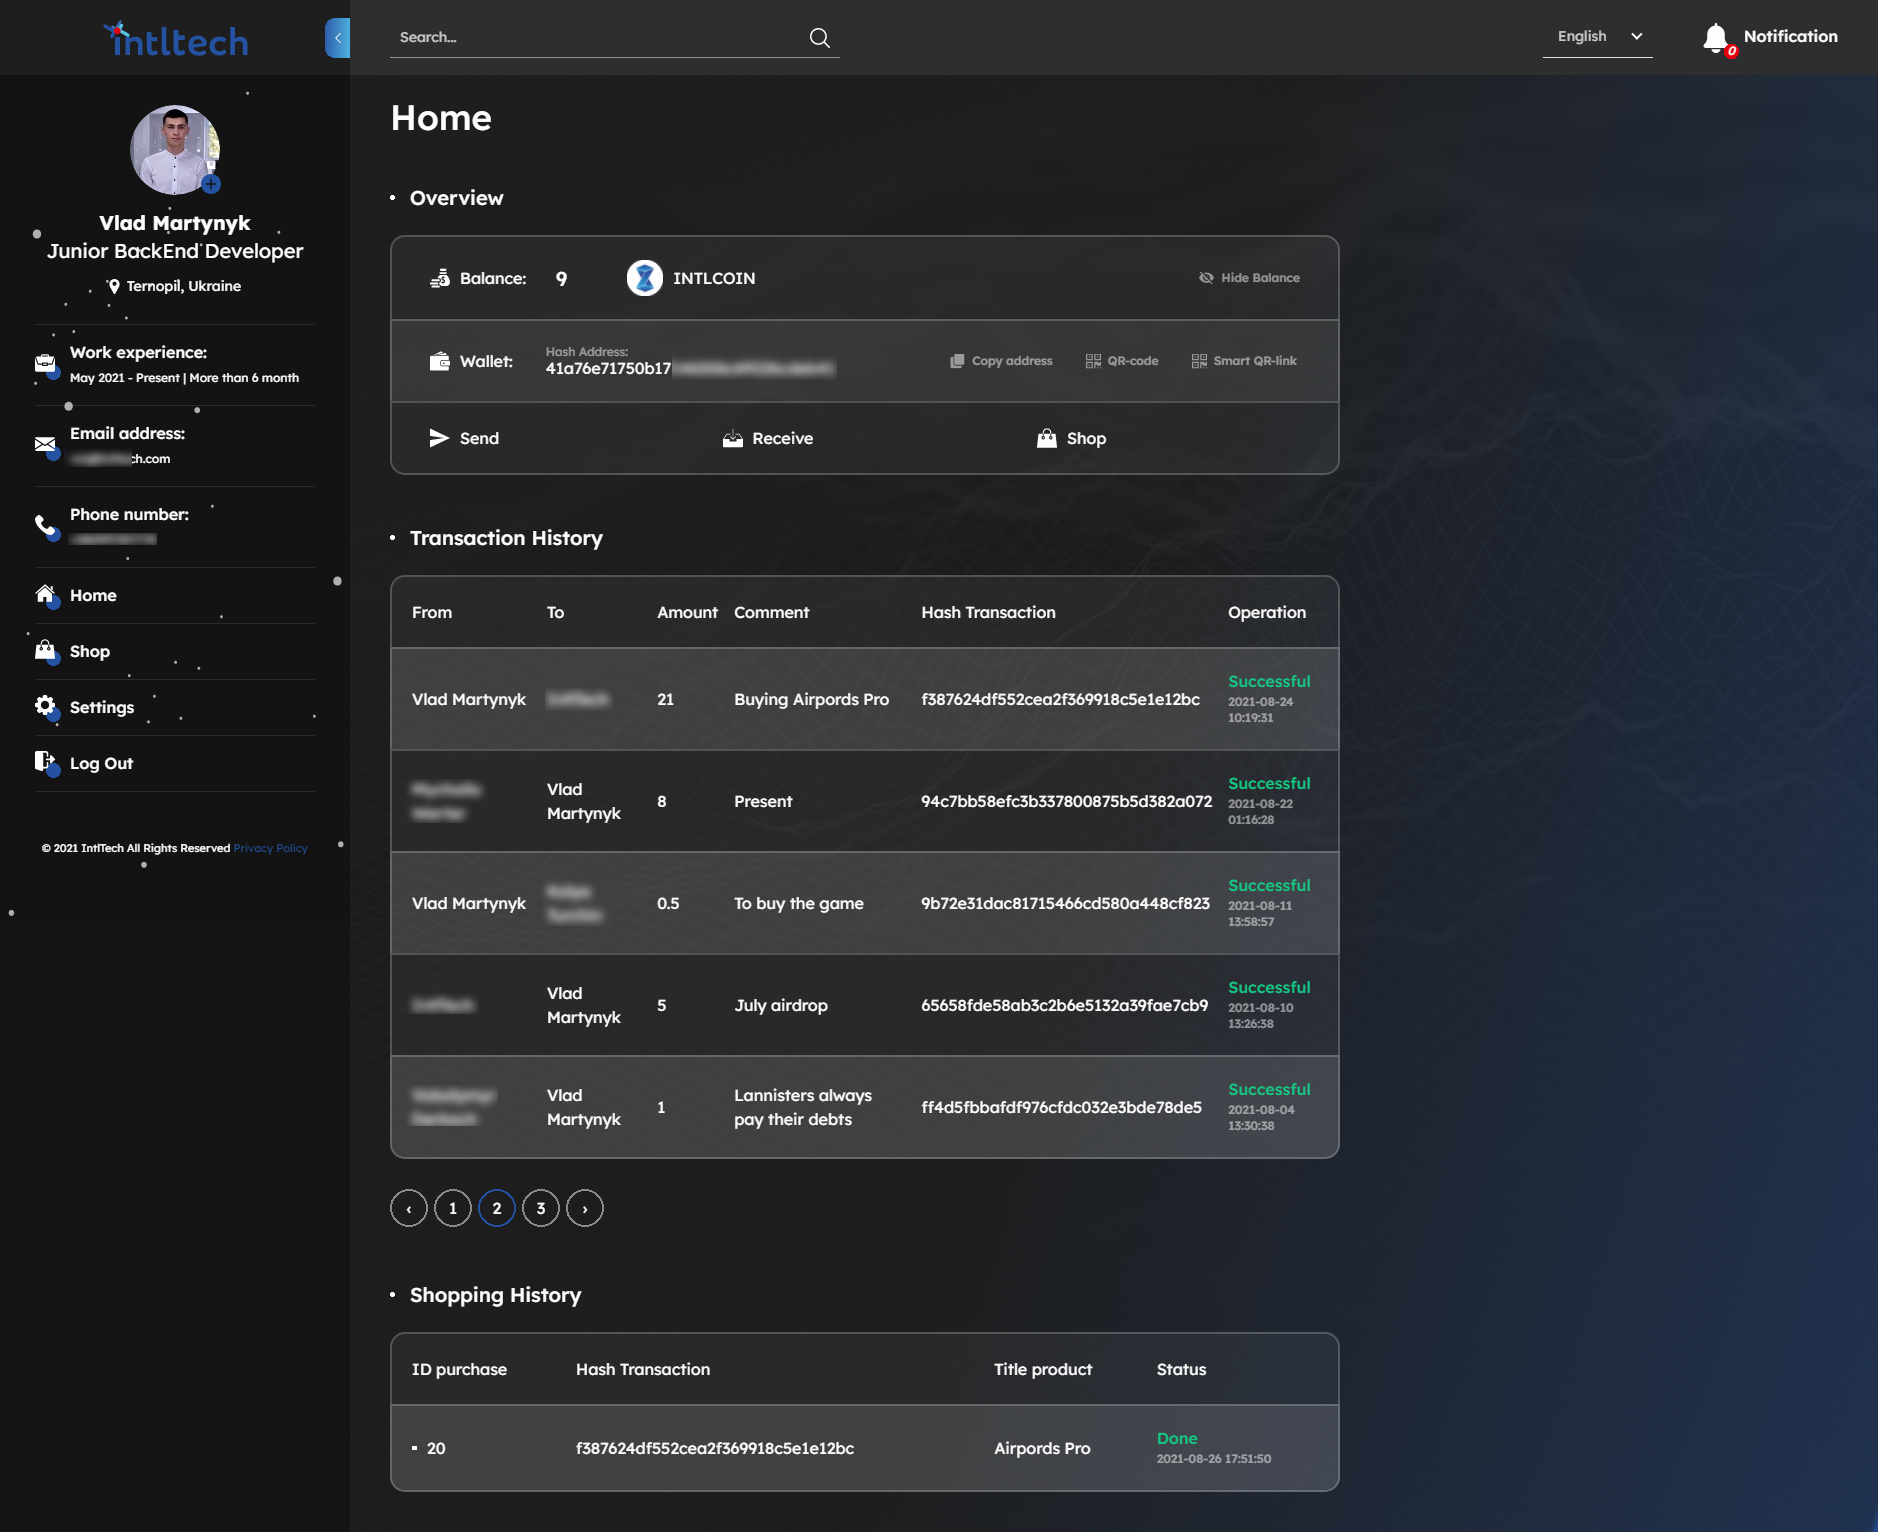 intltech
Search...
English
0
Notification
Vlad Martynyk
Junior BackEnd Developer
Ternopil, Ukraine
Work experience:
May 2021 - Present | More than 6 month
Email address:
ch.com
Phone number:
Home
Shop
Settings
Log Out
© 2021 IntlTech All Rights Reserved Privacy Policy
Home
Overview
Balance: 9 INTLCOIN Hide Balance
Wallet:
Hash Address:
41a76e71750b17
Copy address QR-code Smart QR-link
Send Receive Shop
Transaction History
From To Amount Comment Hash Transaction Operation
Vlad Martynyk 21 Buying Airpords Pro f387624df552cea2f369918c5e1e12bc Successful
2021-08-24
10:19:31
Vlad
Martynyk
8 Present 94c7bb58efc3b337800875b5d382a072 Successful
2021-08-22
01:16:28
Vlad Martynyk 0.5 To buy the game 9b72e31dac81715466cd580a448cf823 Successful
2021-08-11
13:58:57
Vlad
Martynyk
5 July airdrop 65658fde58ab3c2b6e5132a39fae7cb9 Successful
2021-08-10
13:26:38
Vlad
Martynyk
1 Lannisters always
pay their debts
ff4d5fbbafdf976cfdc032e3bde78de5 Successful
2021-08-04
13:30:38
‹ 1 2 3 ›
Shopping History
ID purchase Hash Transaction Title product Status
20 f387624df552cea2f369918c5e1e12bc Airpords Pro Done
2021-08-26 17:51:50